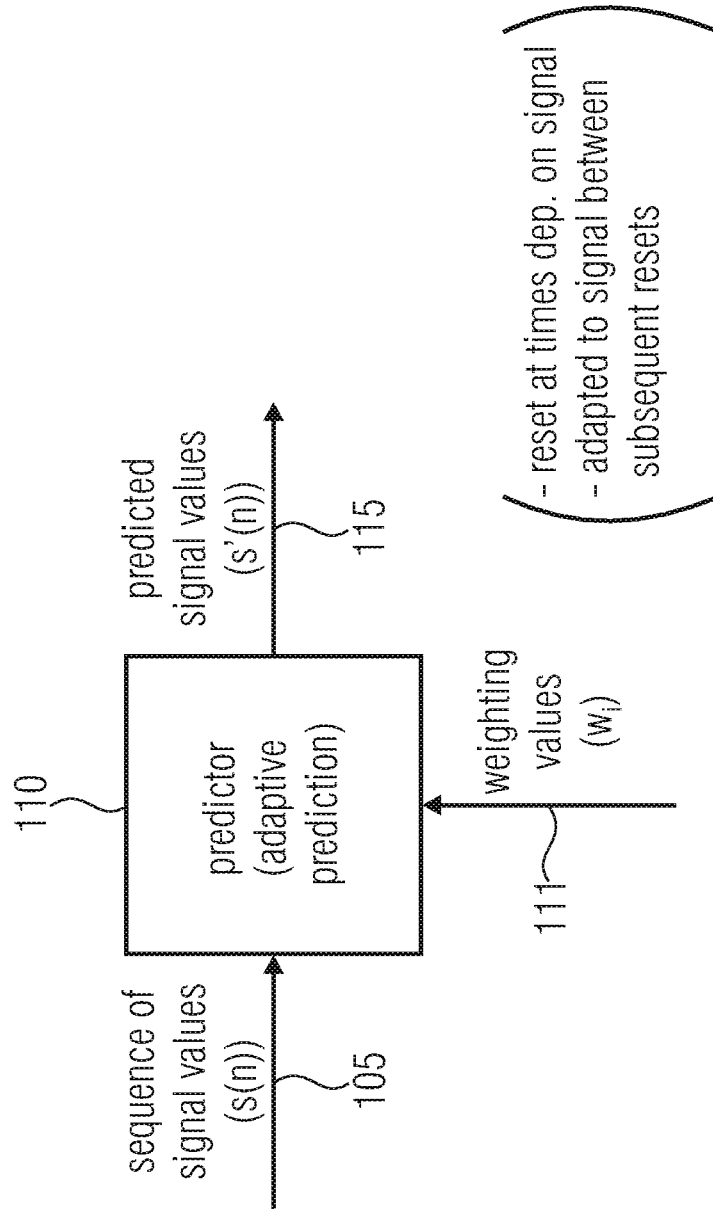 110
sequence of
signal values
(s(n))
105
predictor
(adaptive
prediction)
predicted
signal values
(s'(n))
115
111
weighting
values
(wi)
- reset at times dep. on signal
- adapted to signal between
subsequent resets